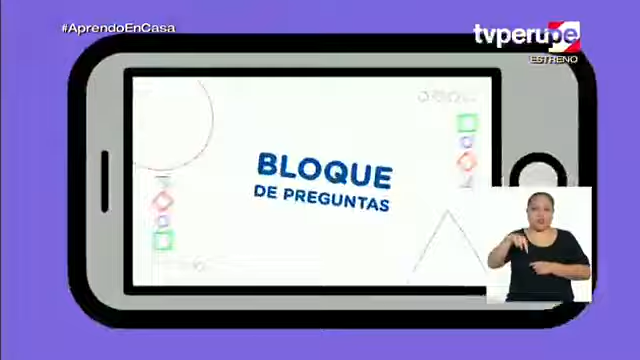 #AprendoEnCasa
tvperu.pe
ESTRENO
BLOQUE
DE PREGUNTAS